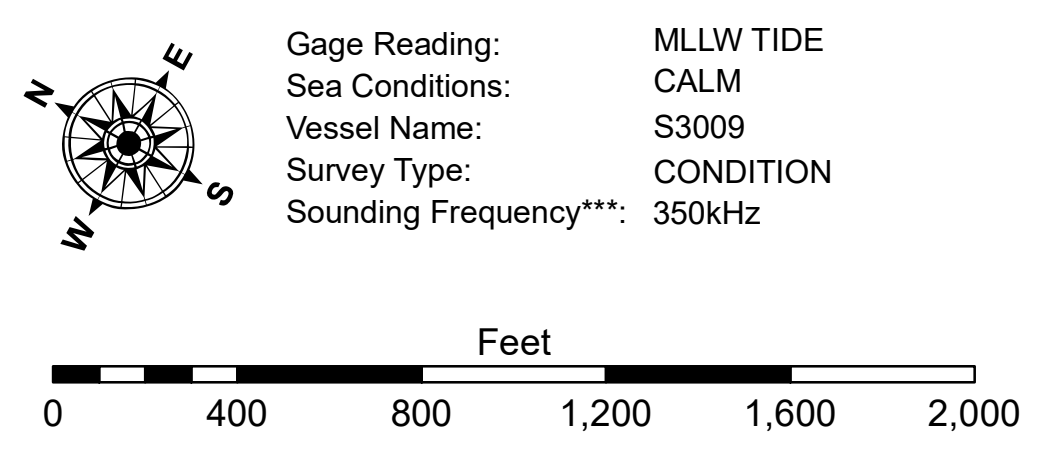 N
E
S
W
Gage Reading: MLLW TIDE
Sea Conditions: CALM
Vessel Name: S3009
Survey Type: CONDITION
Sounding Frequency***: 350kHz
Feet
0 400 800 1,200 1,600 2,000